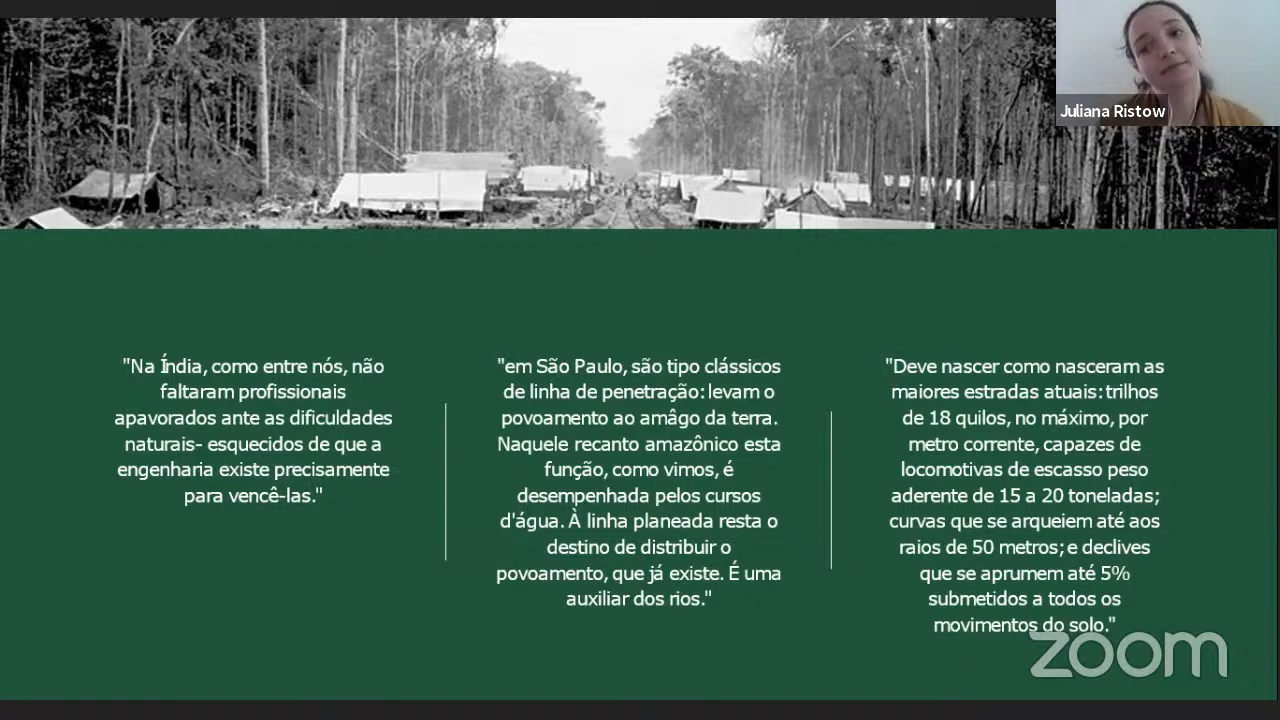 Juliana Ristow
"Na Índia, como entre nós, não
faltaram profissionais
apavorados ante as dificuldades
naturais- esquecidos de que a
engenharia existe precisamente
para vencê-las."
"em São Paulo, são tipo clássicos
de linha de penetração: levam o
povoamento ao amâgo da terra.
Naquele recanto amazônico esta
função, como vimos, é
desempenhada pelos cursos
d'água. À linha planeada resta o
destino de distribuir o
povoamento, que já existe. É uma
auxiliar dos rios."
"Deve nascer como nasceram as
maiores estradas atuais: trilhos
de 18 quilos, no máximo, por
metro corrente, capazes de
locomotivas de escasso peso
aderente de 15 a 20 toneladas;
curvas que se arqueiem até aos
raios de 50 metros; e declives
que se aprumem até 5%
submetidos a todos os
movimentos do solo."
zoom